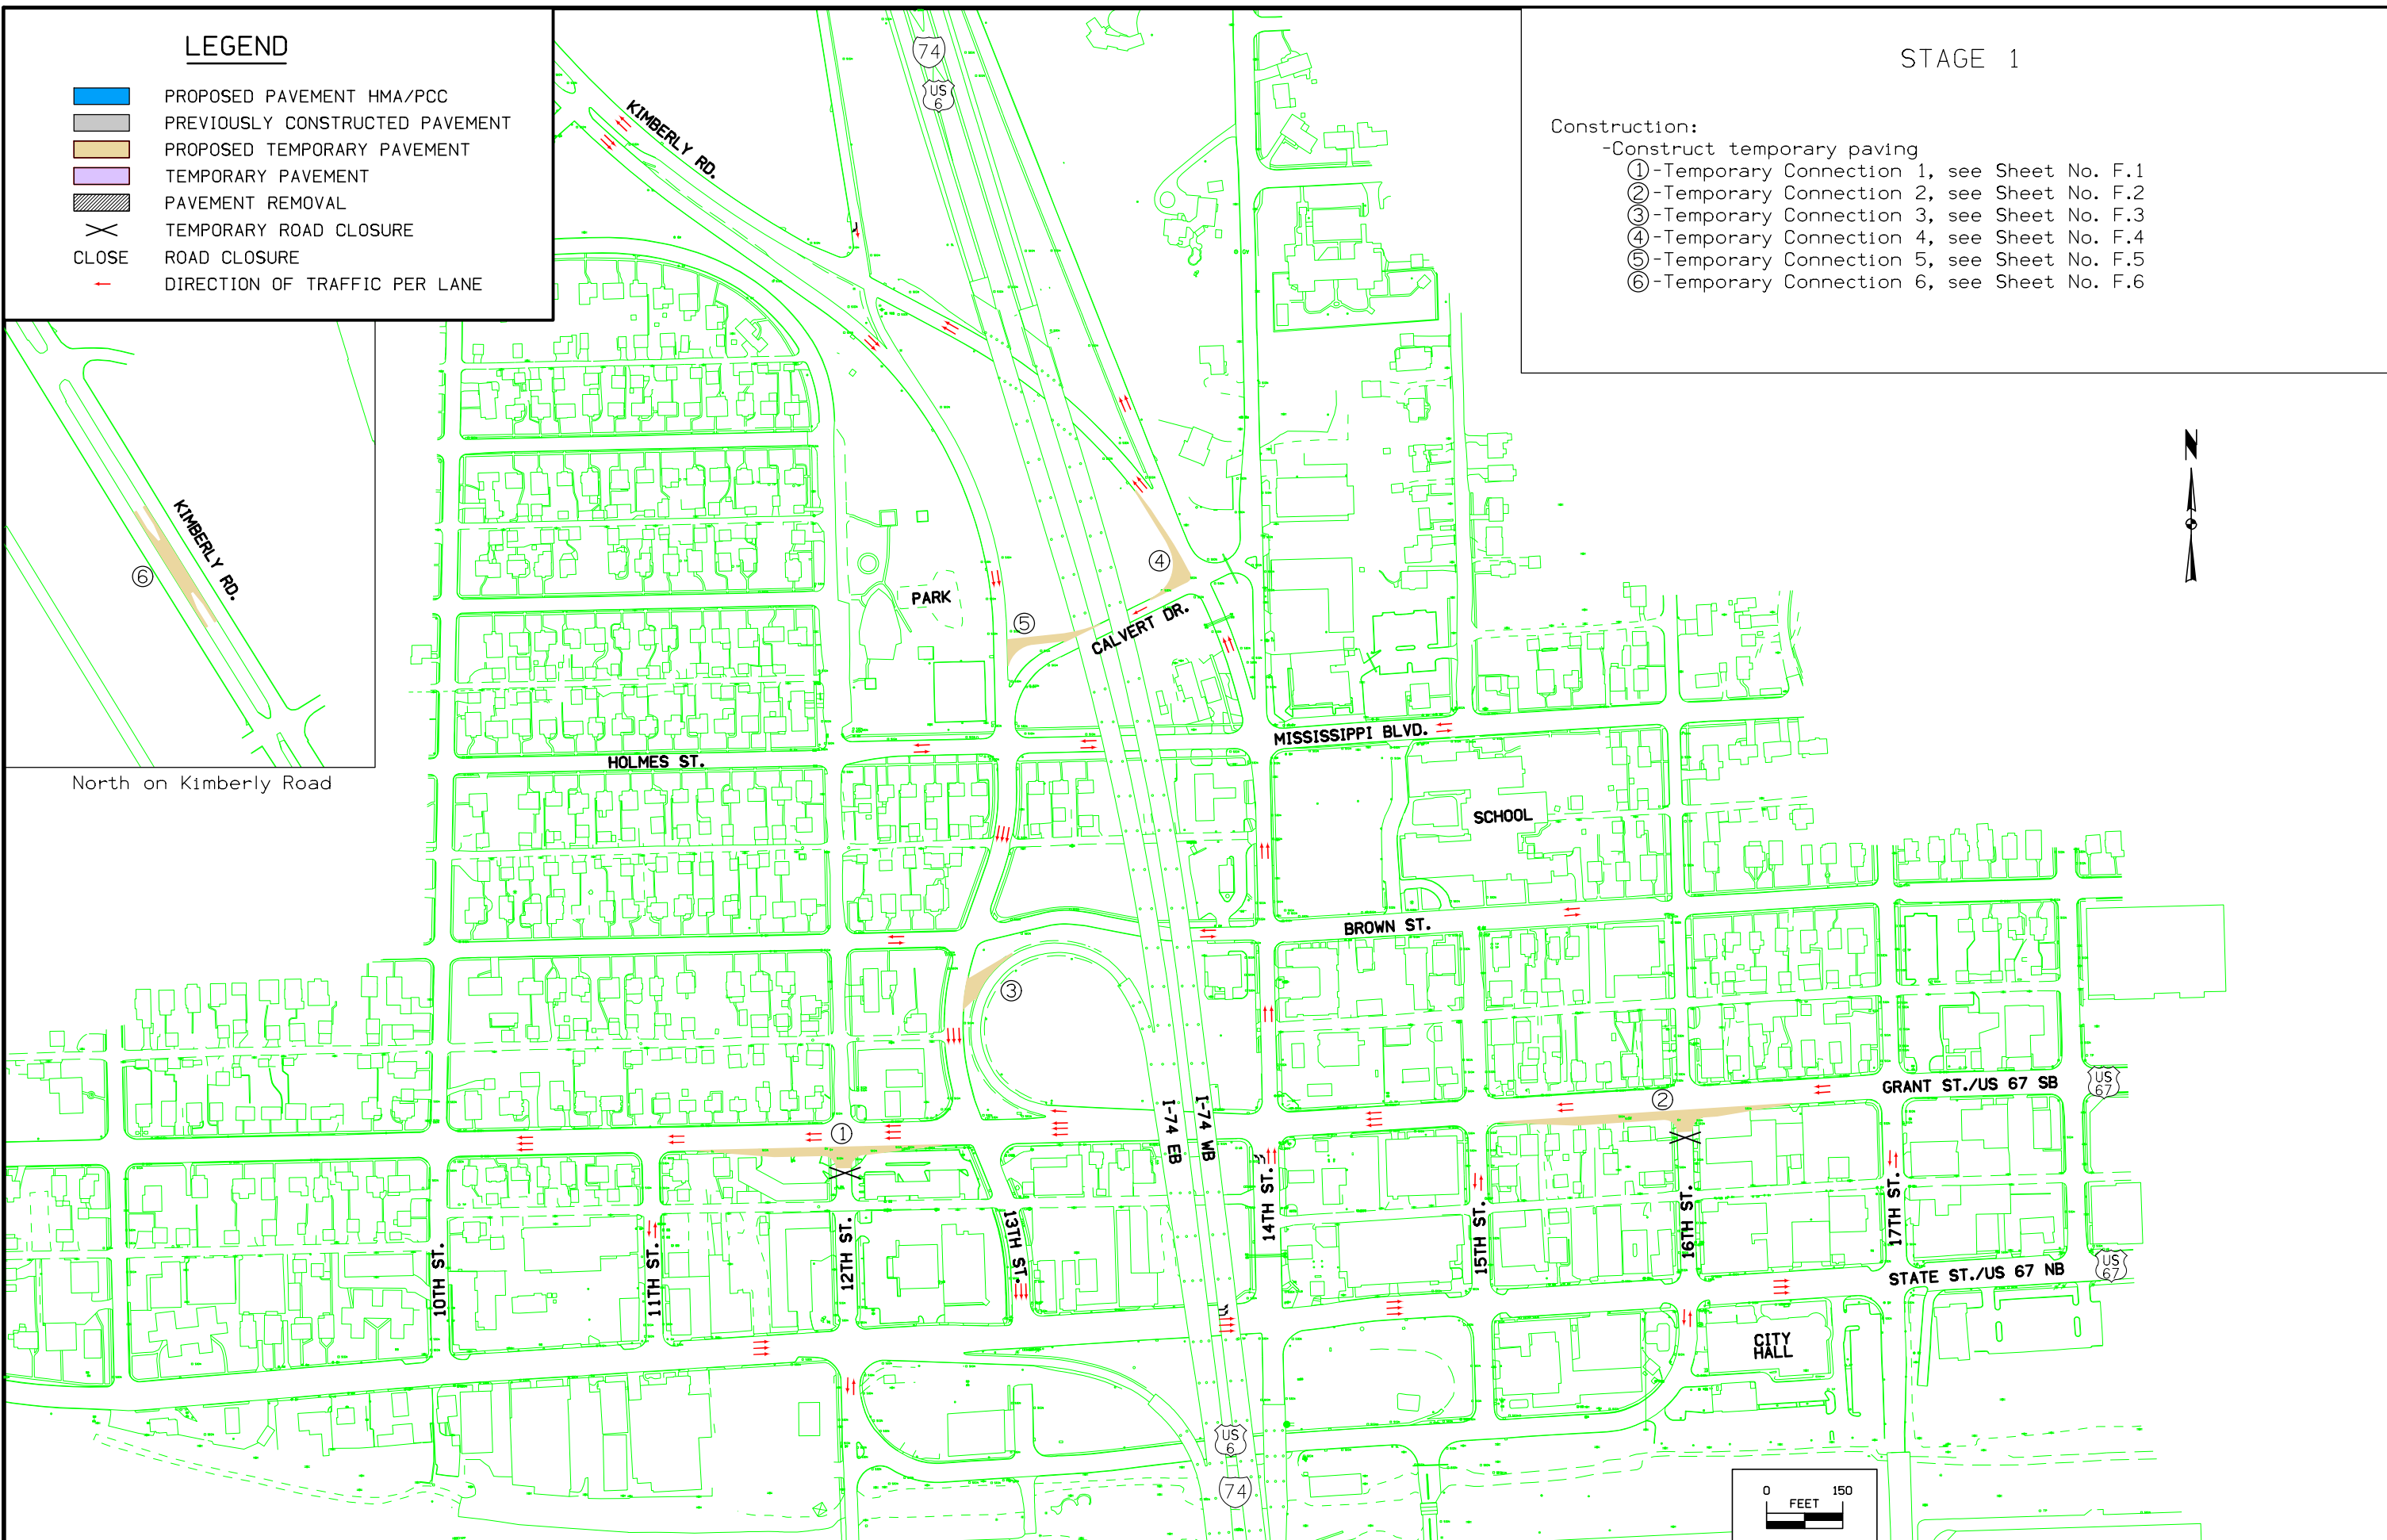 LEGEND
PROPOSED PAVEMENT HMA/PCC
PREVIOUSLY CONSTRUCTED PAVEMENT
PROPOSED TEMPORARY PAVEMENT
TEMPORARY PAVEMENT
PAVEMENT REMOVAL
TEMPORARY ROAD CLOSURE
CLOSE ROAD CLOSURE
DIRECTION OF TRAFFIC PER LANE
STAGE 1
Construction:
-Construct temporary paving
①-Temporary Connection 1, see Sheet No. F.1
②-Temporary Connection 2, see Sheet No. F.2
③-Temporary Connection 3, see Sheet No. F.3
④-Temporary Connection 4, see Sheet No. F.4
⑤-Temporary Connection 5, see Sheet No. F.5
⑥-Temporary Connection 6, see Sheet No. F.6
74
US
6
KIMBERLY RD.
N
KIMBERLY RD.
⑥
North on Kimberly Road
④
PARK
⑤
CALVERT DR.
MISSISSIPPI BLVD.
HOLMES ST.
SCHOOL
BROWN ST.
③
GRANT ST./US 67 SB
US
67
②
①
I-74 EB
I-74 WB
10TH ST.
11TH ST.
12TH ST.
13TH ST.
14TH ST.
15TH ST.
16TH ST.
17TH ST.
STATE ST./US 67 NB
US
67
CITY
HALL
US
6
74
0 150
FEET